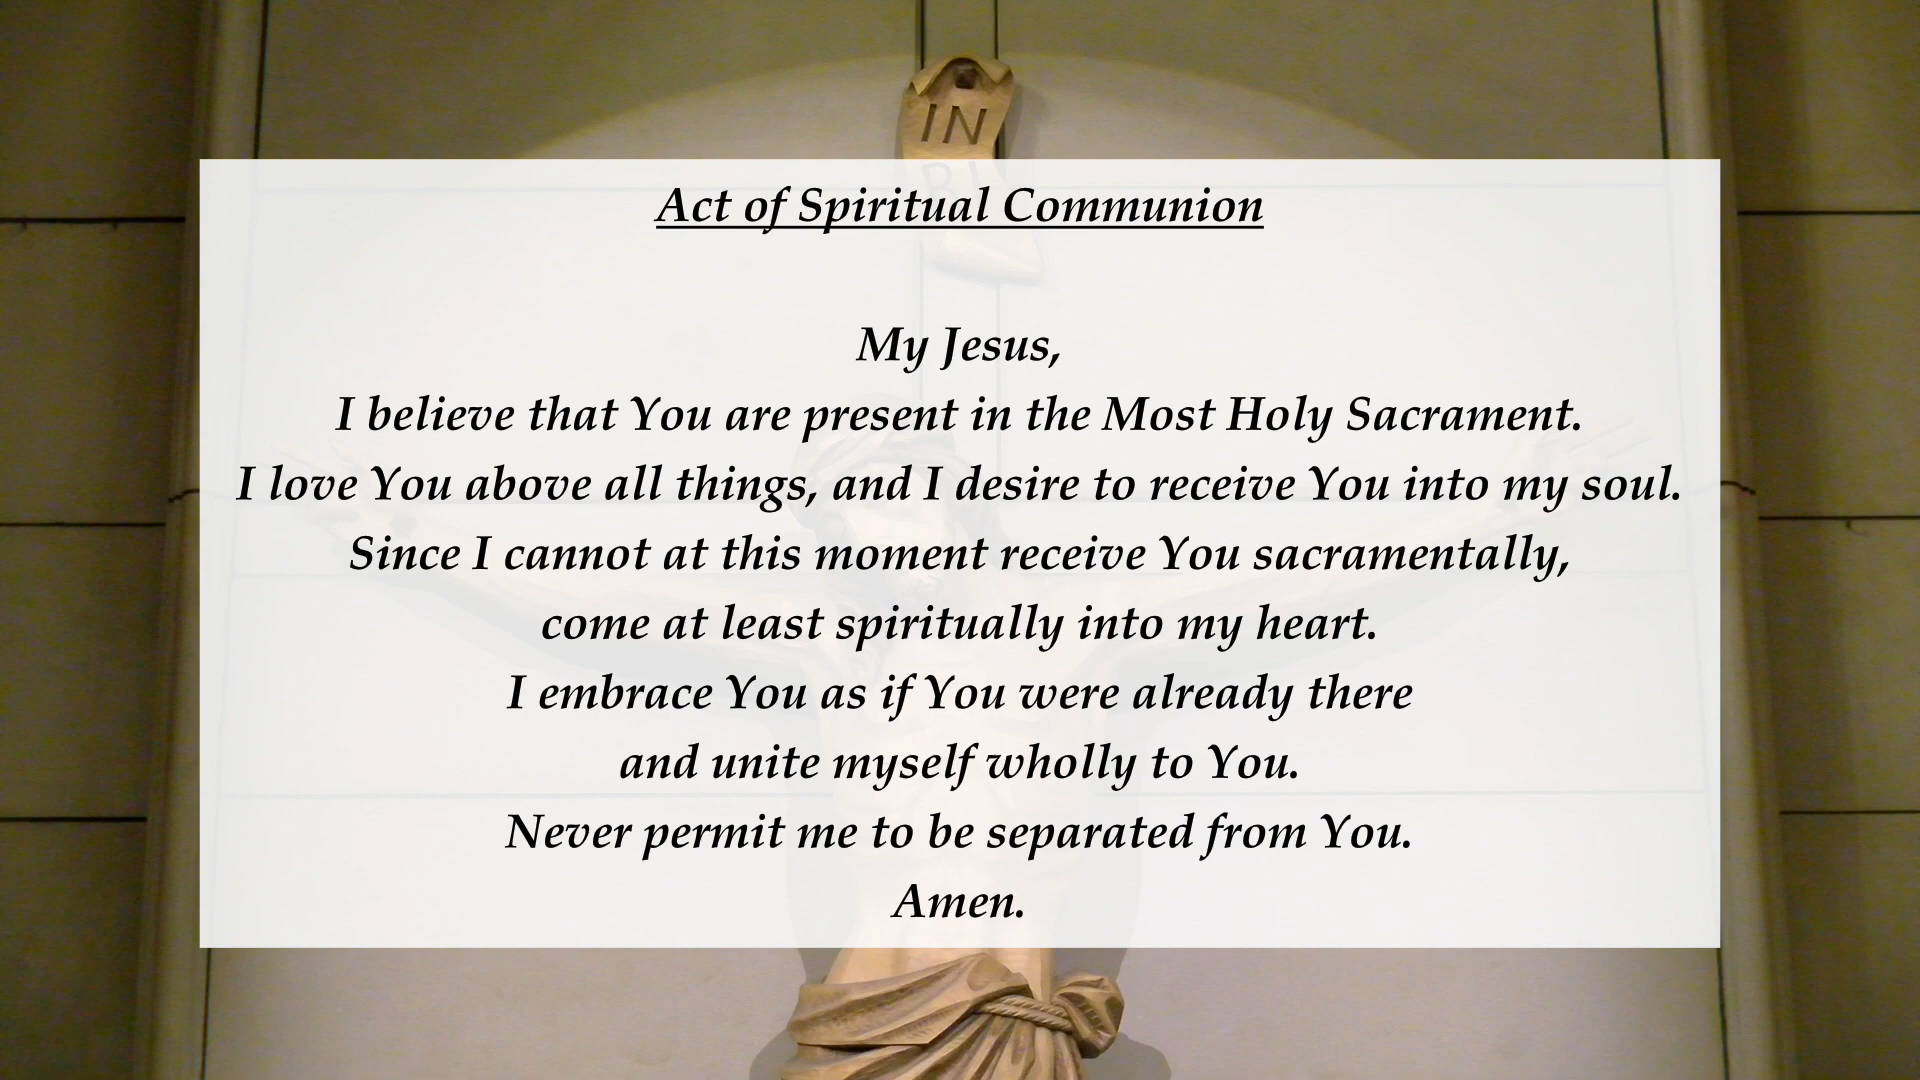 IN
RI
Act of Spiritual Communion
My Jesus,
I believe that You are present in the Most Holy Sacrament.
I love You above all things, and I desire to receive You into my soul.
Since I cannot at this moment receive You sacramentally,
come at least spiritually into my heart.
I embrace You as if You were already there
and unite myself wholly to You.
Never permit me to be separated from You.
Amen.